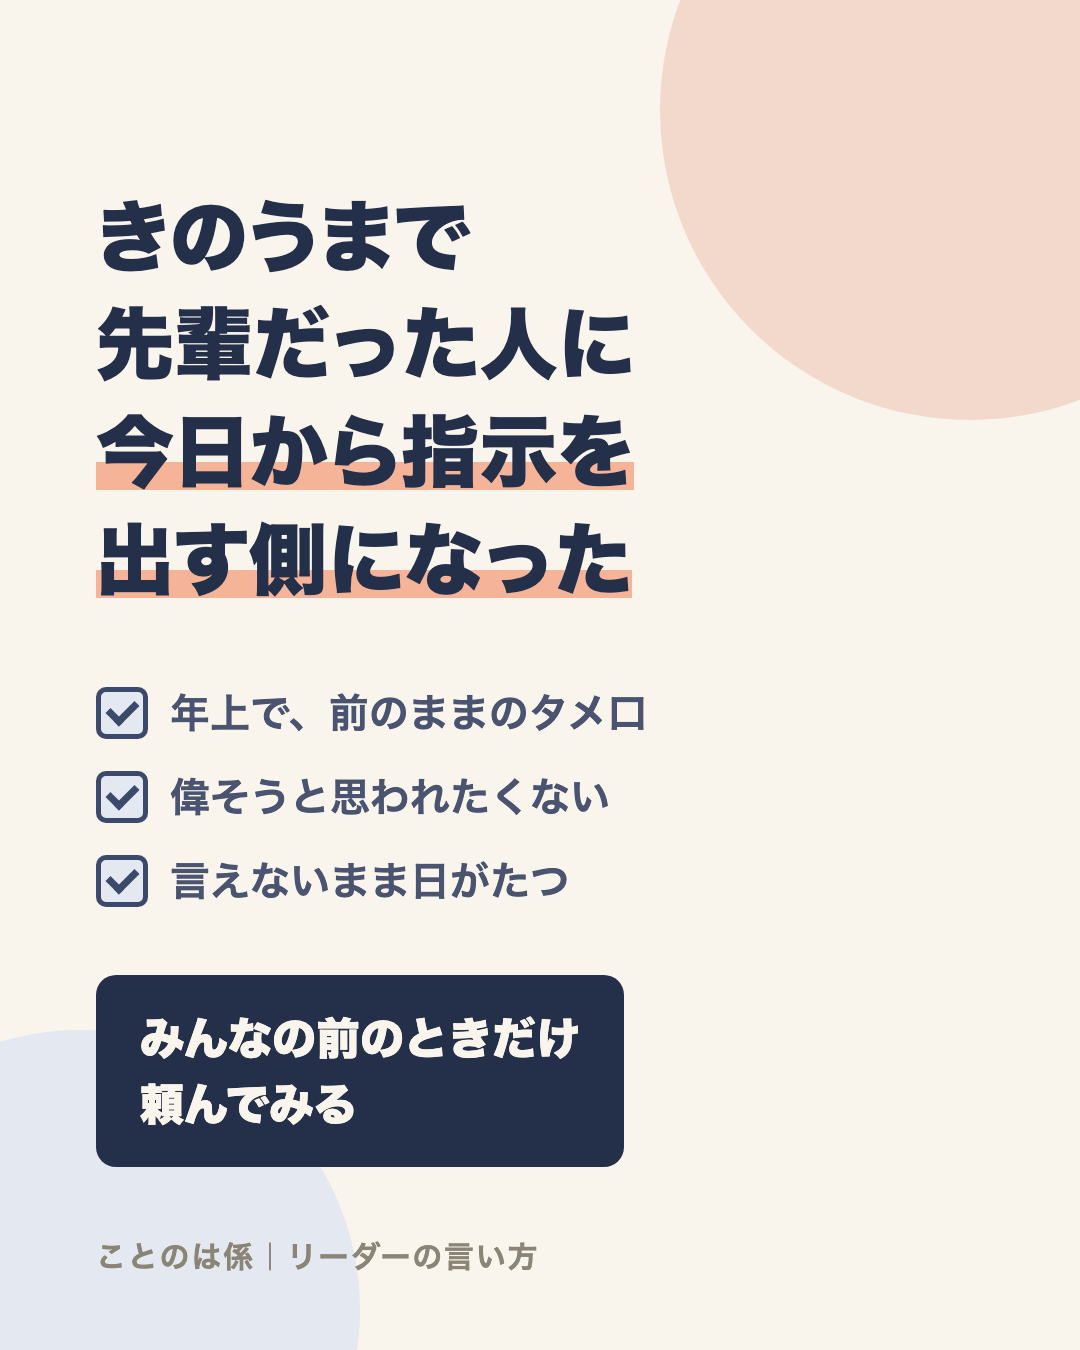 きのうまで
先輩だった人に
今日から指示を
出す側になった
年上で、前のままのタメ口
偉そうと思われたくない
言えないまま日がたつ
みんなの前のときだけ
頼んでみる
ことのは係｜リーダーの言い方